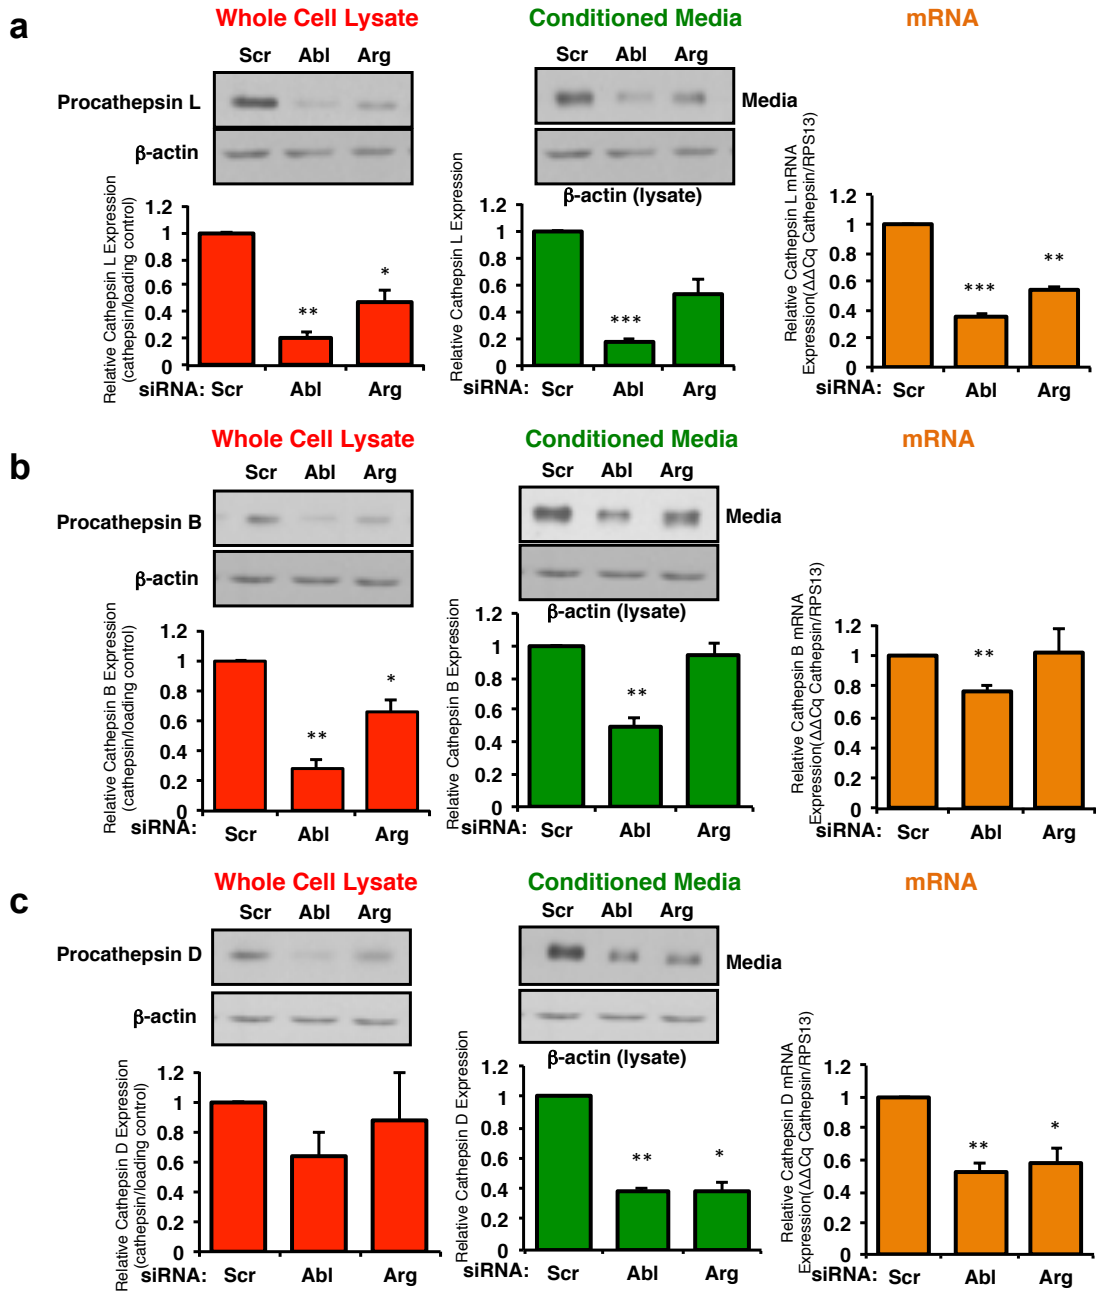 a
Whole Cell Lysate
Conditioned Media
mRNA
Scr Abl Arg
Scr Abl Arg
Procathepsin L
Media
β-actin
β-actin (lysate)
Relative Cathepsin L Expression
(cathepsin/loading control)
1.2
1
0.8
0.6
0.4
0.2
0
**
*
siRNA: Scr Abl Arg
Relative Cathepsin L Expression
1.2
1
0.8
0.6
0.4
0.2
0
***
siRNA: Scr Abl Arg
Relative Cathepsin L mRNA
Expression(ΔΔCq Cathepsin/RPS13)
1.2
1
0.8
0.6
0.4
0.2
0
***
**
siRNA: Scr Abl Arg
b
Whole Cell Lysate
Conditioned Media
mRNA
Scr Abl Arg
Scr Abl Arg
Procathepsin B
Media
β-actin
β-actin (lysate)
Relative Cathepsin B Expression
(cathepsin/loading control)
1.2
1
0.8
0.6
0.4
0.2
0
**
*
siRNA: Scr Abl Arg
Relative Cathepsin B Expression
1.2
1
0.8
0.6
0.4
0.2
0
**
siRNA: Scr Abl Arg
Relative Cathepsin B mRNA
Expression(ΔΔCq Cathepsin/RPS13)
1.2
1
0.8
0.6
0.4
0.2
0
**
siRNA: Scr Abl Arg
c
Whole Cell Lysate
Conditioned Media
mRNA
Scr Abl Arg
Scr Abl Arg
Procathepsin D
Media
β-actin
β-actin (lysate)
Relative Cathepsin D Expression
(cathepsin/loading control)
1.2
1
0.8
0.6
0.4
0.2
0
siRNA: Scr Abl Arg
Relative Cathepsin D Expression
1.2
1
0.8
0.6
0.4
0.2
0
**
*
siRNA: Scr Abl Arg
Relative Cathepsin D mRNA
Expression(ΔΔCq Cathepsin/RPS13)
1.2
1
0.8
0.6
0.4
0.2
0
**
*
siRNA: Scr Abl Arg